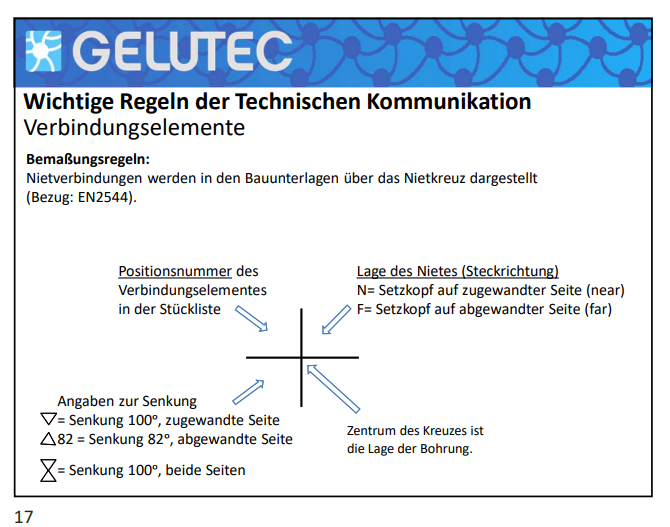 GELUTEC
Wichtige Regeln der Technischen Kommunikation
Verbindungselemente
Bemaßungsregeln:
Nietverbindungen werden in den Bauunterlagen über das Nietkreuz dargestellt
(Bezug: EN2544).
Positionsnummer des
Verbindungselementes
in der Stückliste
Lage des Nietes (Steckrichtung)
N= Setzkopf auf zugewandter Seite (near)
F= Setzkopf auf abgewandter Seite (far)
Angaben zur Senkung
= Senkung 100°, zugewandte Seite
82 = Senkung 82°, abgewandte Seite
= Senkung 100°, beide Seiten
Zentrum des Kreuzes ist
die Lage der Bohrung.
17